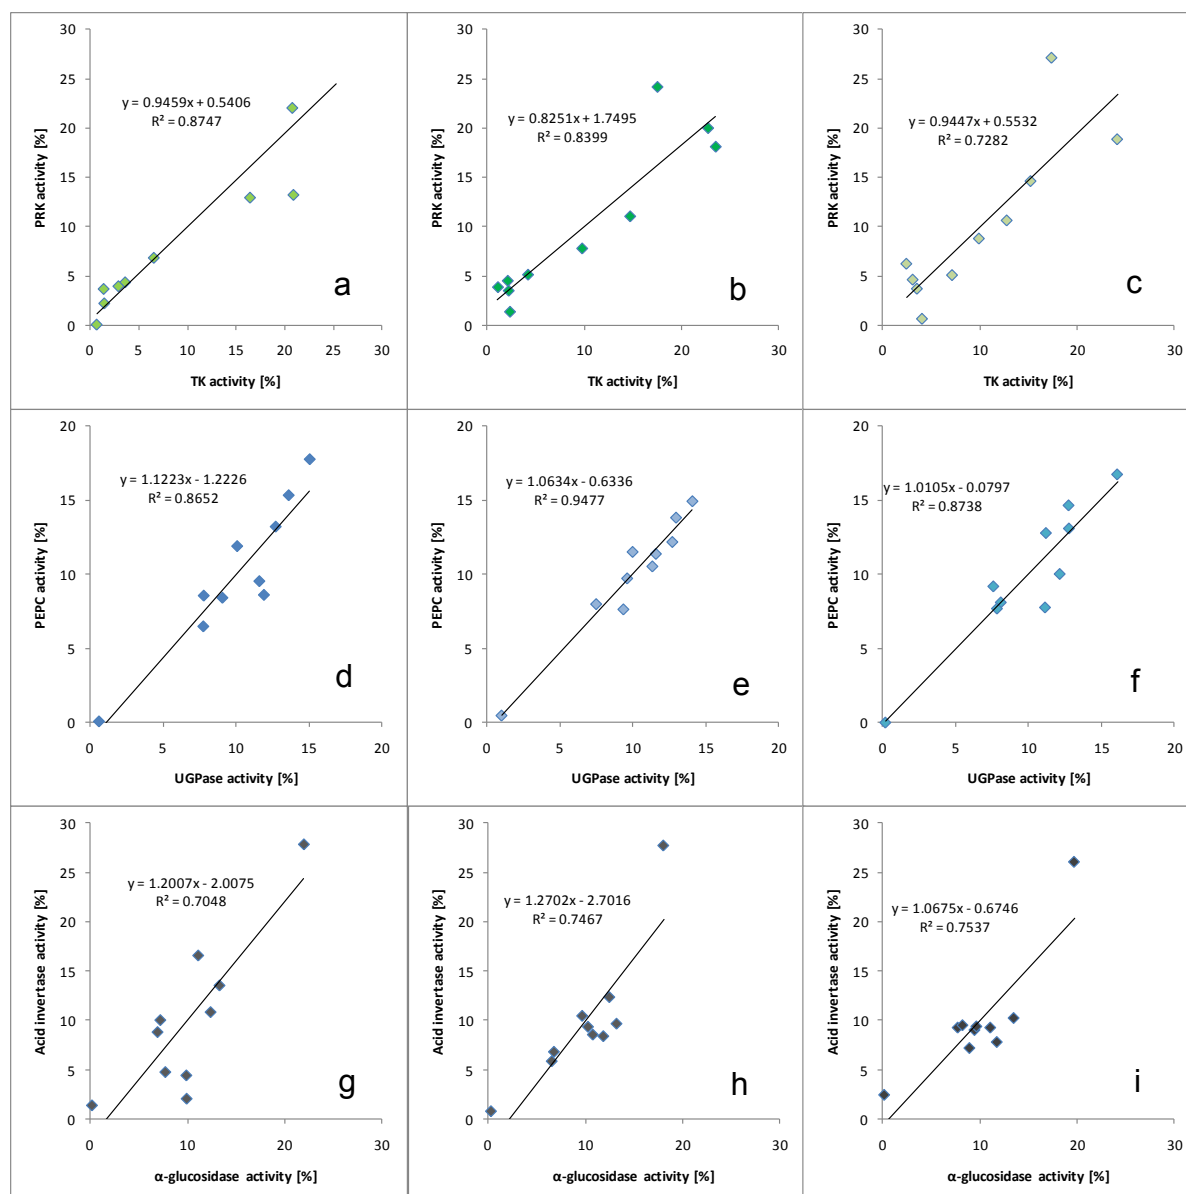 30
25
20
15
10
5
0
PRK activity [%]
y = 0.9459x + 0.5406
R² = 0.8747
a
0 5 10 15 20 25 30
TK activity [%]
30
25
20
15
10
5
0
PRK activity [%]
y = 0.8251x + 1.7495
R² = 0.8399
b
0 10 20 30
TK activity [%]
30
25
20
15
10
5
0
PRK activity [%]
y = 0.9447x + 0.5532
R² = 0.7282
c
0 10 20 30
TK activity [%]
20
15
10
5
0
PEPC activity [%]
y = 1.1223x - 1.2226
R² = 0.8652
d
0 5 10 15 20
UGPase activity [%]
20
15
10
5
0
PEPC activity [%]
y = 1.0634x - 0.6336
R² = 0.9477
e
0 5 10 15 20
UGPase activity [%]
20
15
10
5
0
PEPC activity [%]
y = 1.0105x - 0.0797
R² = 0.8738
f
0 5 10 15 20
UGPase activity [%]
30
25
20
15
10
5
0
Acid invertase activity [%]
y = 1.2007x - 2.0075
R² = 0.7048
g
0 10 20 30
α-glucosidase activity [%]
30
25
20
15
10
5
0
Acid invertase activity [%]
y = 1.2702x - 2.7016
R² = 0.7467
h
0 10 20 30
α-glucosidase activity [%]
30
25
20
15
10
5
0
Acid invertase activity [%]
y = 1.0675x - 0.6746
R² = 0.7537
i
0 10 20 30
α-glucosidase activity [%]